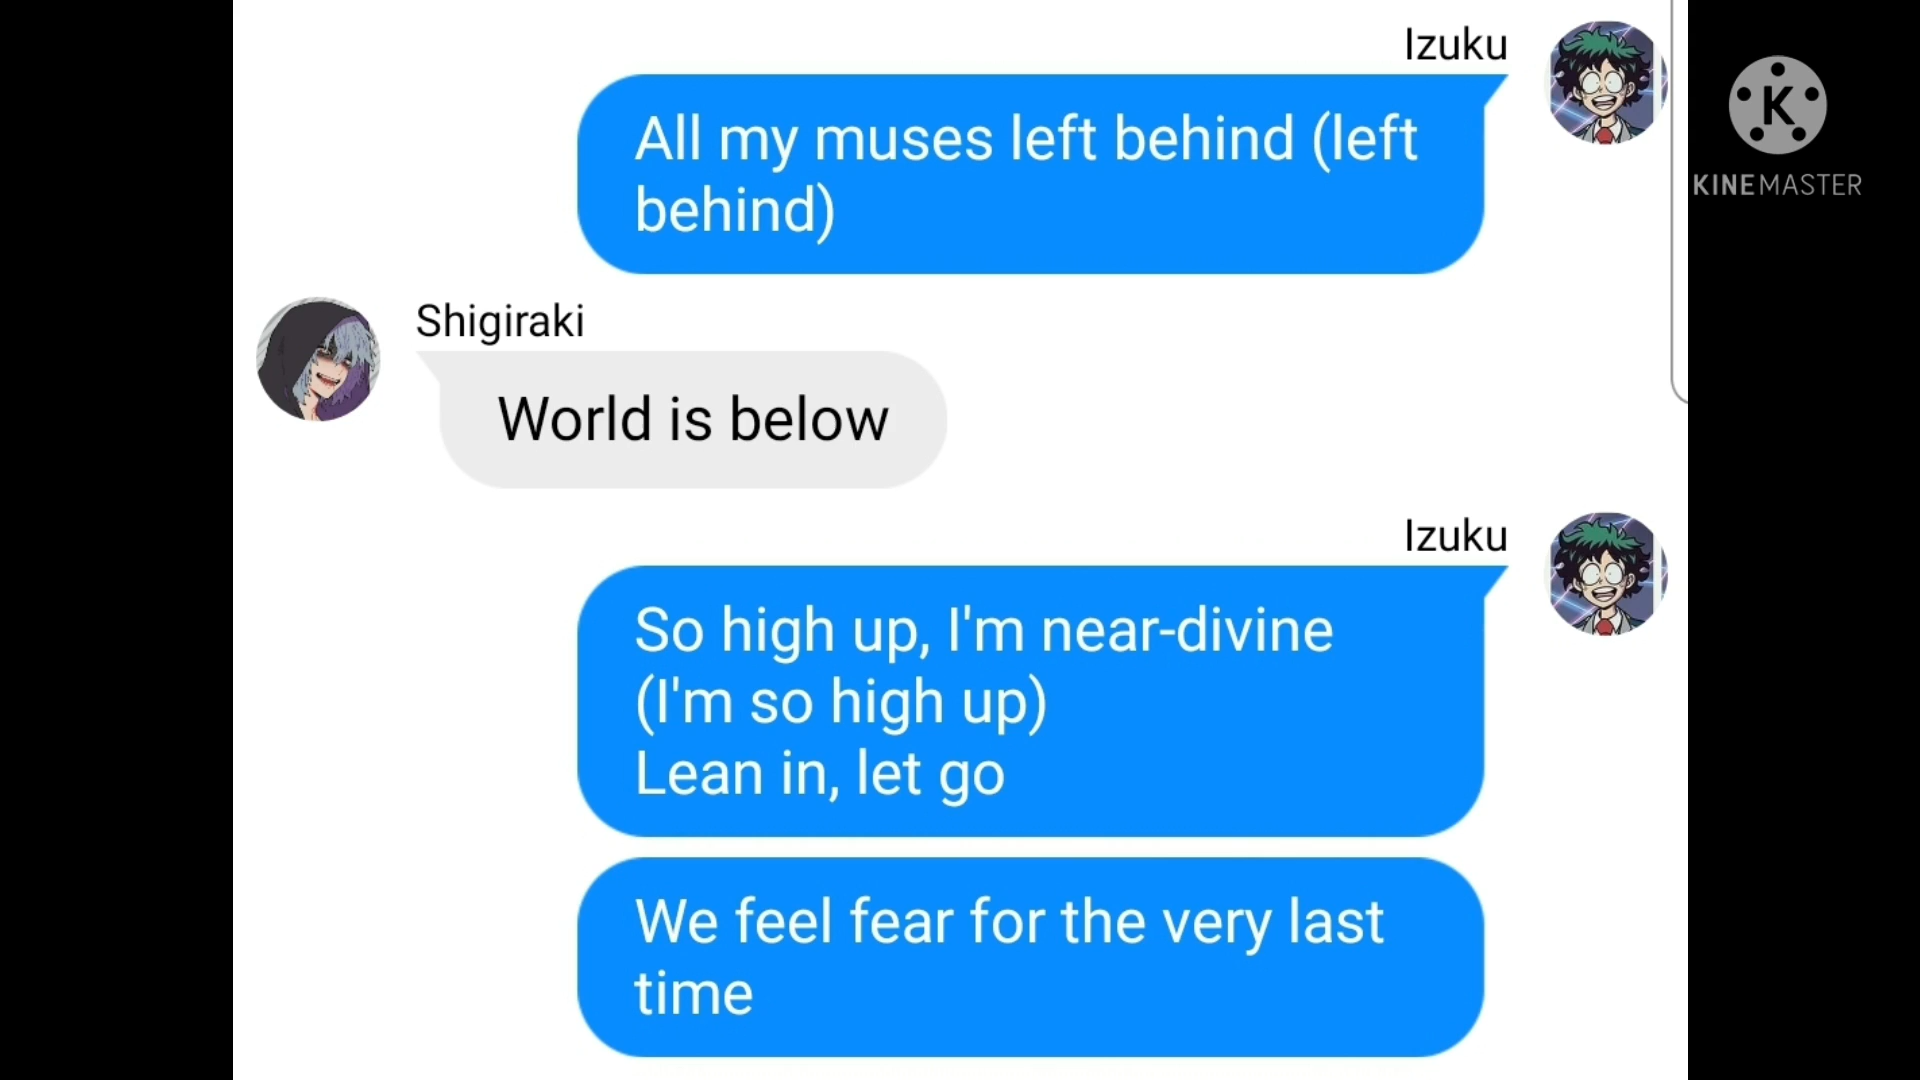 Izuku
All my muses left behind (left
behind)
K
KINEMASTER
Shigiraki
World is below
Izuku
So high up, I'm near-divine
(I'm so high up)
Lean in, let go
We feel fear for the very last
time